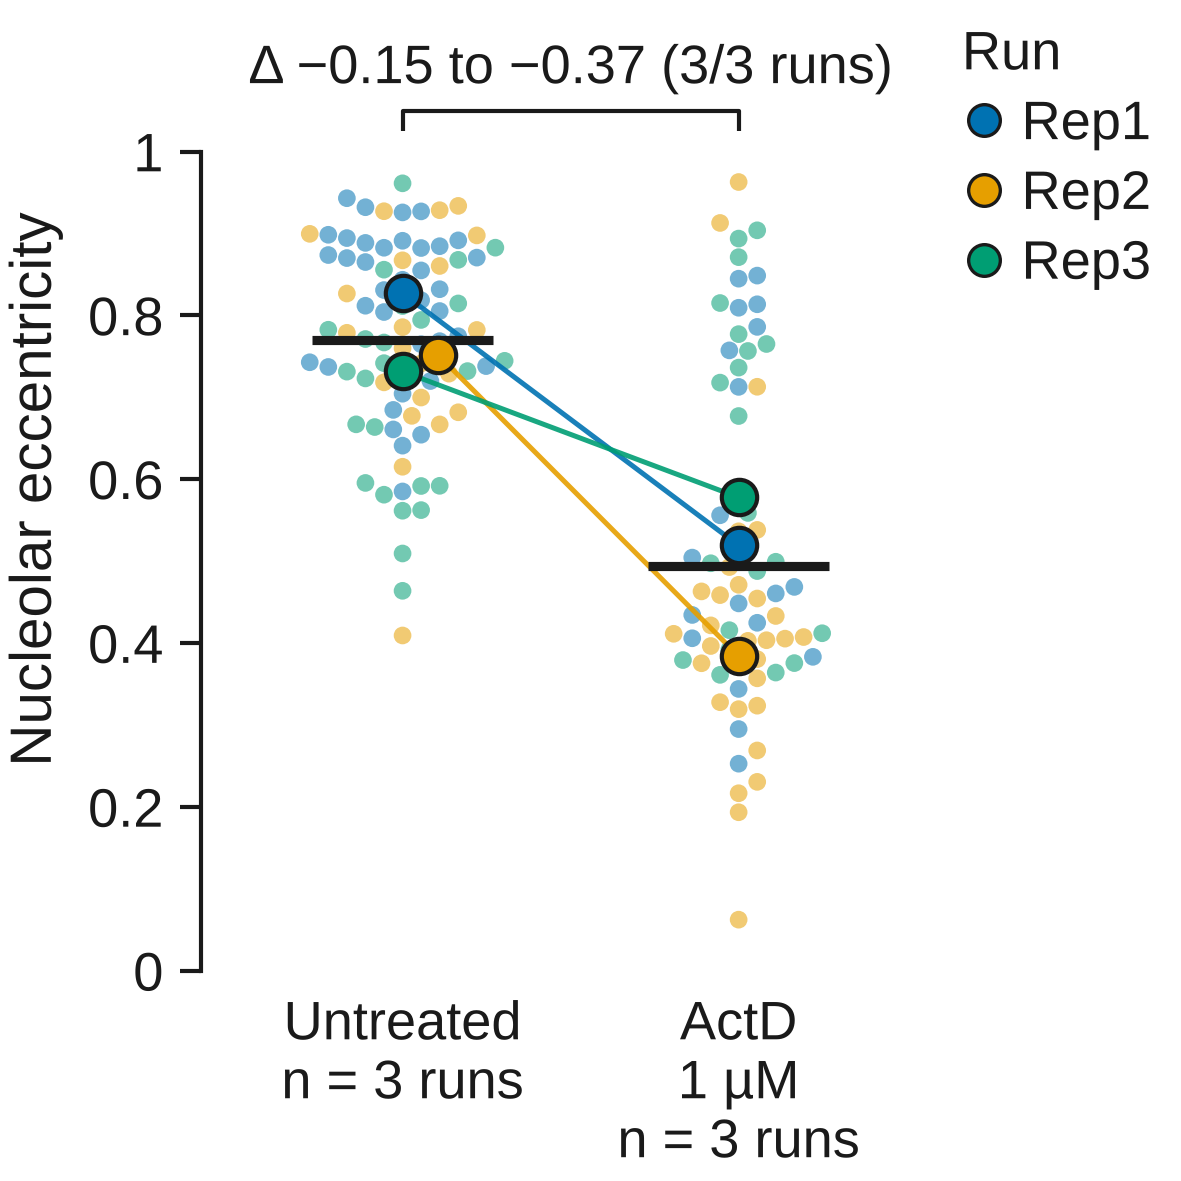 Δ −0.15 to −0.37 (3/3 runs)
Run
Rep1
Rep2
Rep3
Nucleolar eccentricity
1
0.8
0.6
0.4
0.2
0
Untreated
n = 3 runs
ActD
1 µM
n = 3 runs